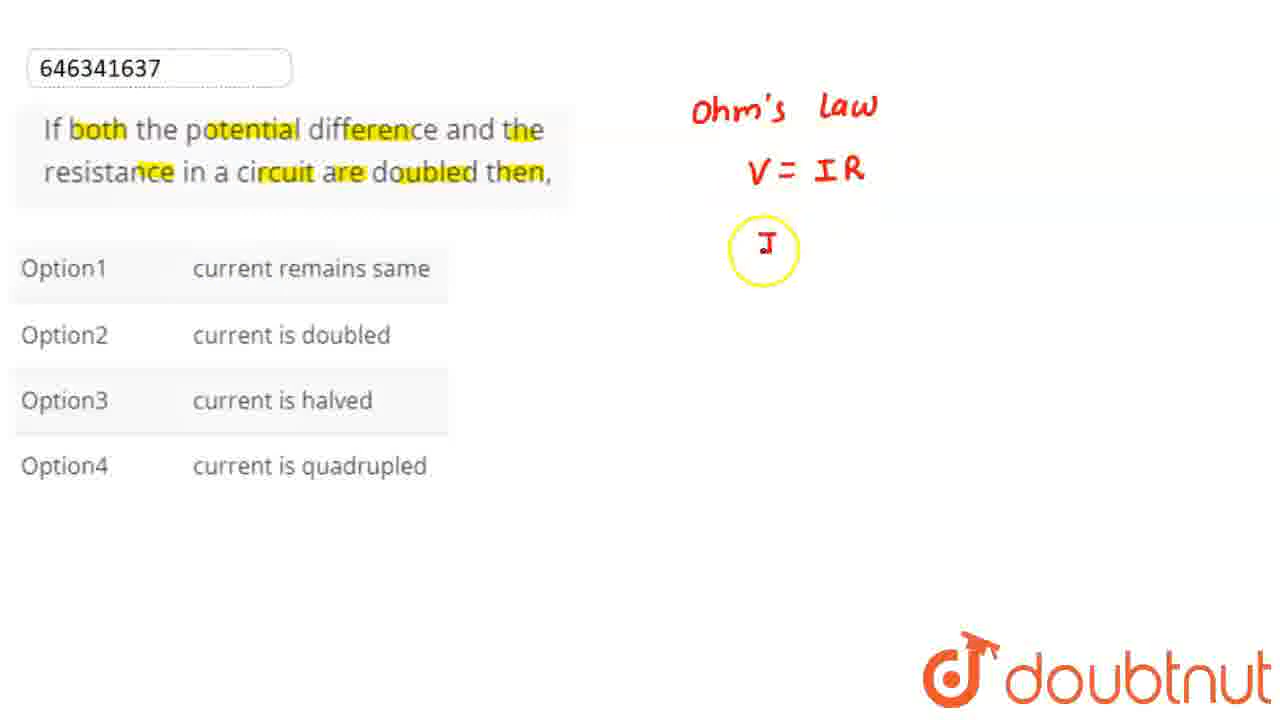 646341637
If both the potential difference and the
resistance in a circuit are doubled then,
Option1 current remains same
Option2 current is doubled
Option3 current is halved
Option4 current is quadrupled
Ohm's Law
V = IR
I
doubtnut